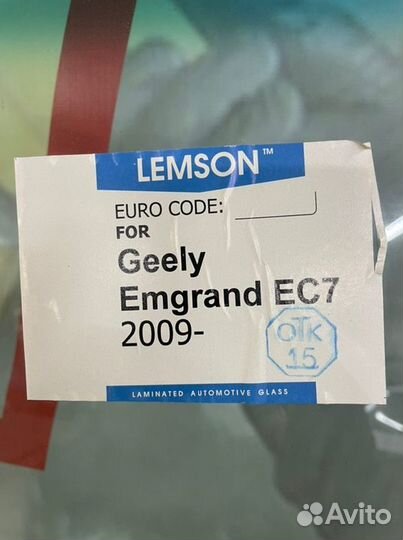 LEMSON™
EURO CODE:
FOR
Geely
Emgrand EC7
2009-
ОТК
15
LAMINATED AUTOMOTIVE GLASS
Avito